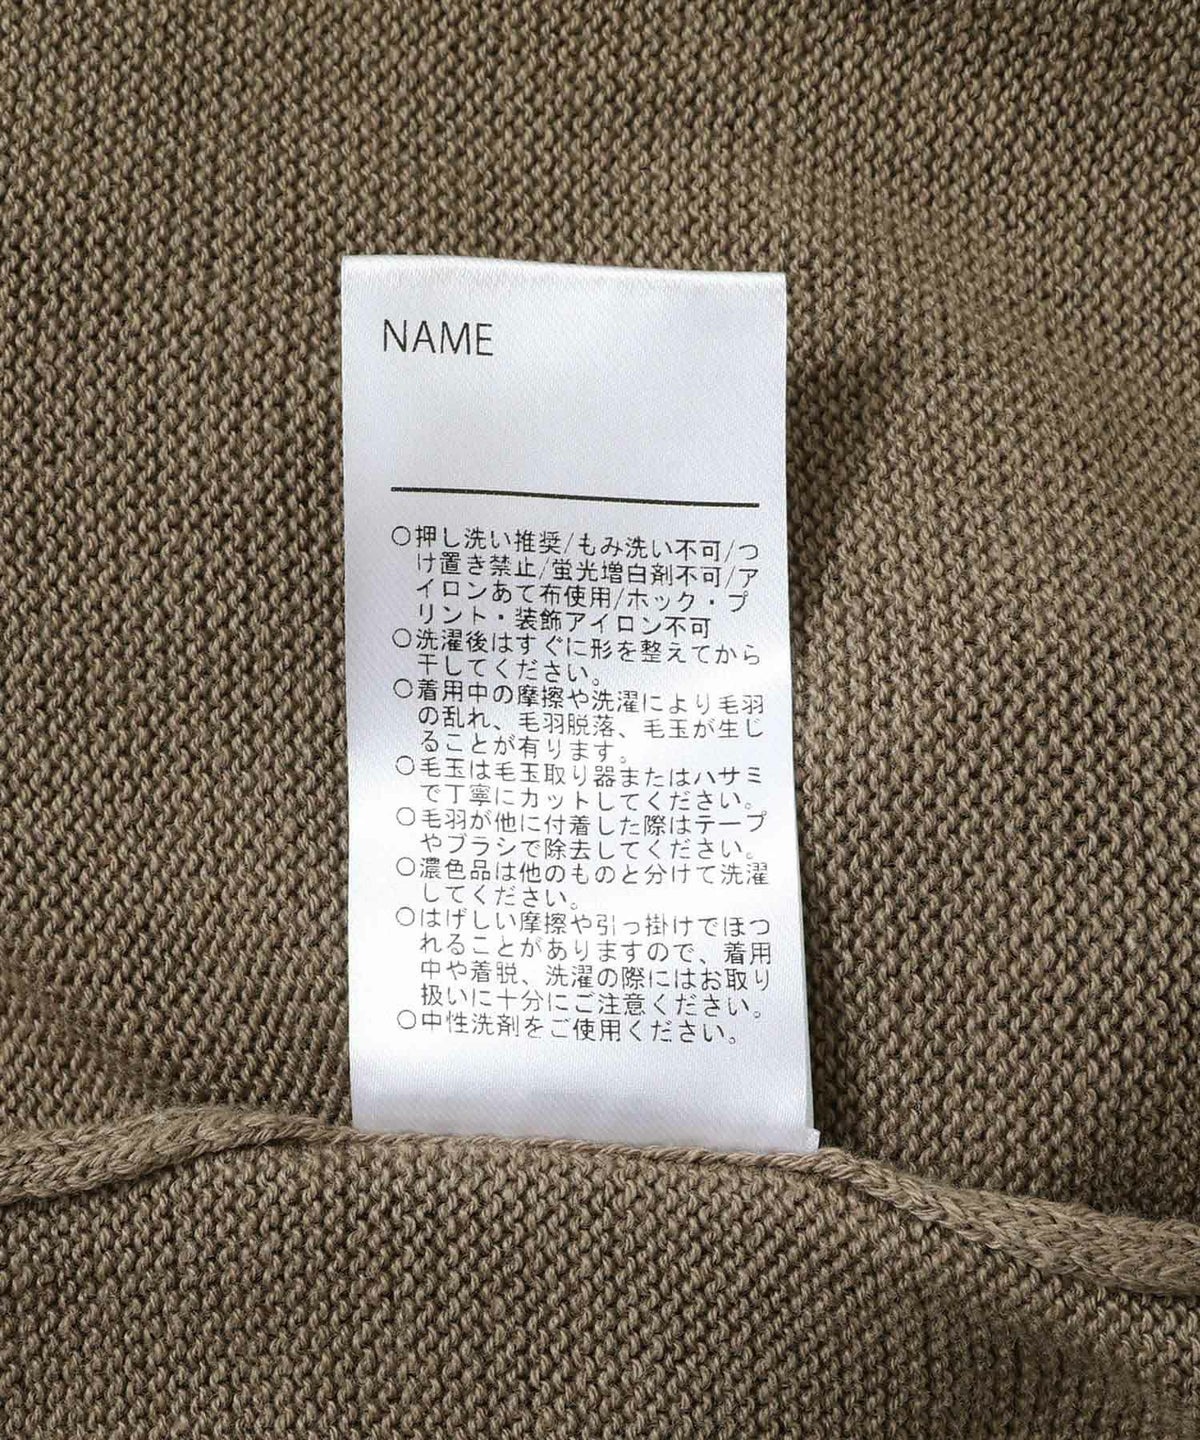 NAME
○押し洗い推奨/もみ洗い不可/つ
け置き禁止/蛍光増白剤不可/ア
イロンあて布使用/ホック・プ
リント・装飾アイロン不可
○洗濯後はすぐに形を整えてから
干してください。
○着用中の摩擦や洗濯により毛羽
の乱れ、毛羽脱落、毛玉が生じ
ることが有ります。
○毛玉は毛玉取り器またはハサミ
で丁寧にカットしてください。
○毛羽が他に付着した際はテープ
やブラシで除去してください。
○濃色品は他のものと分けて洗濯
してください。
○はげしい摩擦や引っ掛けでほつ
れることがありますので、着用
中や着脱、洗濯の際にはお取り
扱いに十分にご注意ください。
○中性洗剤をご使用ください。